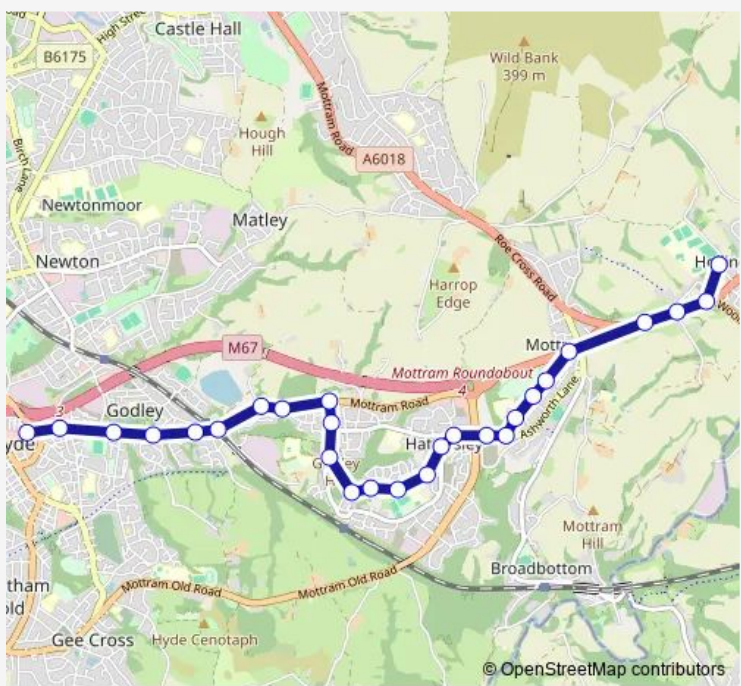 Castle Hall
High Stree
B6175
Wild Bank
399 m
Mottram Road
Hough
Hill
A6018
Birch Lane
Newtonmoor
Matley
Newton
Roe Cross Road
Harrop
Edge
M67
Mottram Roundabout
4
Mottram Road
3
Godley
Ashworth Lane
Mottram
Hill
Broadbottom
Mottram Old Road
Mottram Old Road
Gee Cross
Hyde Cenotaph
© OpenStreetMap contributors